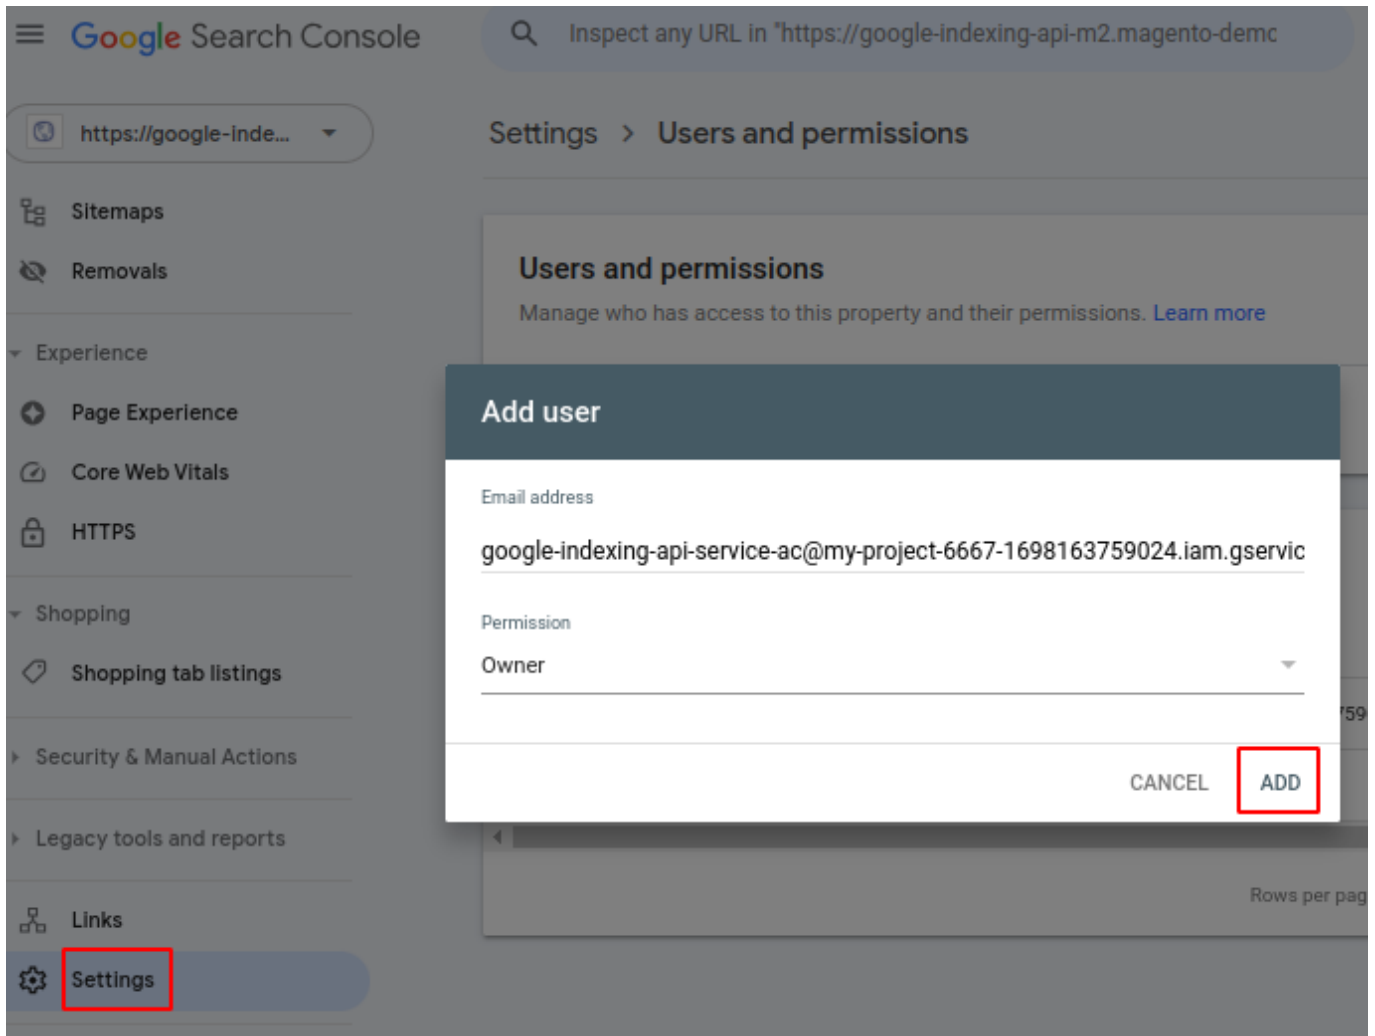 Google Search Console
Inspect any URL in "https://google-indexing-api-m2.magento-demo
https://google-inde...
Settings > Users and permissions
Sitemaps
Removals
Users and permissions
Manage who has access to this property and their permissions. Learn more
Experience
Page Experience
Core Web Vitals
HTTPS
Shopping
Shopping tab listings
Security & Manual Actions
Legacy tools and reports
Links
Settings
Add user
Email address
google-indexing-api-service-ac@my-project-6667-1698163759024.iam.gservic
Permission
Owner
CANCEL ADD
Rows per pag